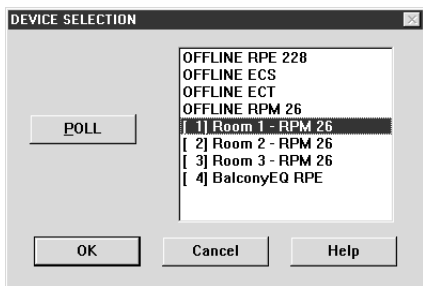 DEVICE SELECTION
OFFLINE RPE 228
OFFLINE ECS
OFFLINE ECT
OFFLINE RPM 26
[ 1] Room 1 - RPM 26
[ 2] Room 2 - RPM 26
[ 3] Room 3 - RPM 26
[ 4] BalconyEQ RPE
POLL
OK Cancel Help